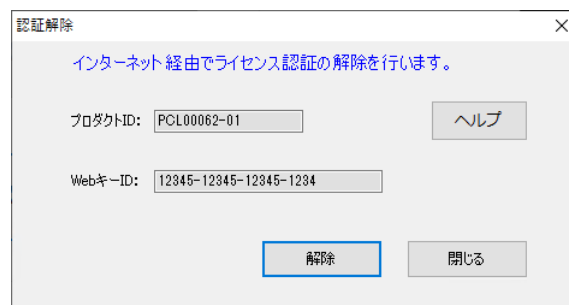 認証解除
インターネット経由でライセンス認証の解除を行います。
プロダクトID: PCL00062-01
ヘルプ
WebキーID: 12345-12345-12345-1234
解除 閉じる